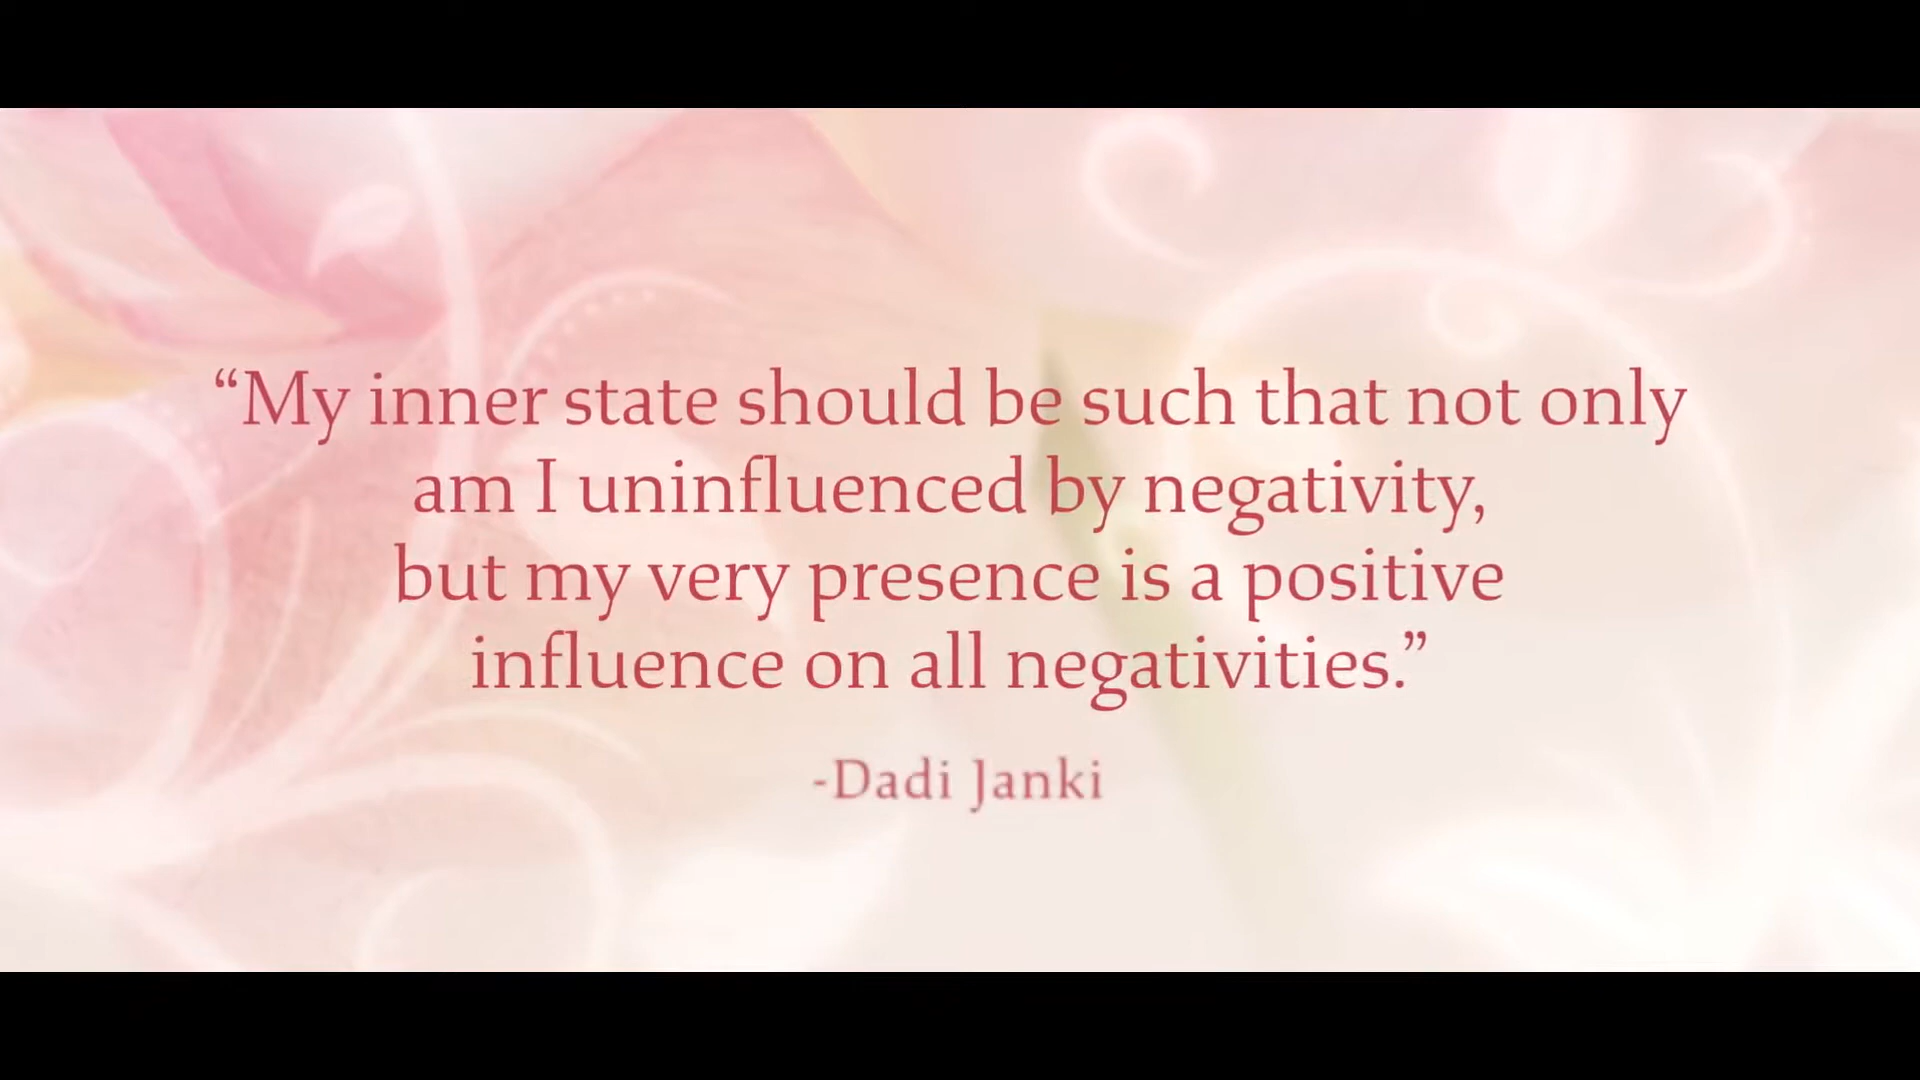 “My inner state should be such that not only
am I uninfluenced by negativity,
but my very presence is a positive
influence on all negativities.”
-Dadi Janki